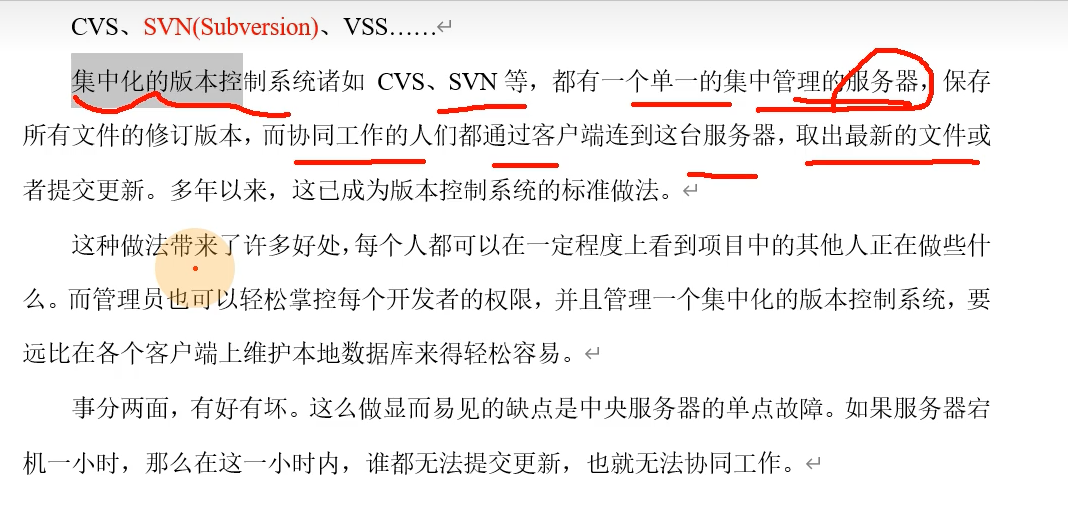 CVS、SVN(Subversion)、VSS……
集中化的版本控制系统诸如 CVS、SVN 等，都有一个单一的集中管理的服务器，保存
所有文件的修订版本，而协同工作的人们都通过客户端连到这台服务器，取出最新的文件或
者提交更新。多年以来，这已成为版本控制系统的标准做法。
这种做法带来了许多好处，每个人都可以在一定程度上看到项目中的其他人正在做些什
么。而管理员也可以轻松掌控每个开发者的权限，并且管理一个集中化的版本控制系统，要
远比在各个客户端上维护本地数据库来得轻松容易。
事分两面，有好有坏。这么做显而易见的缺点是中央服务器的单点故障。如果服务器宕
机一小时，那么在这一小时内，谁都无法提交更新，也就无法协同工作。